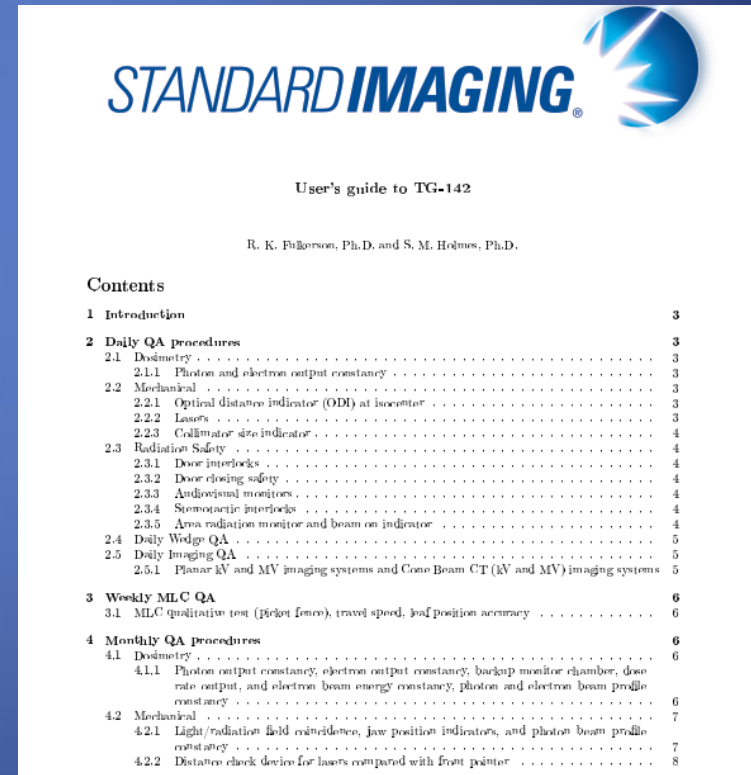 STANDARD IMAGING®
User's guide to TG-142
R. K. Fulkerson, Ph.D. and S. M. Holmes, Ph.D.
Contents
1 Introduction 3
2 Daily QA procedures 3
2.1 Dosimetry . . . . . . . . . . 3
2.1.1 Photon and electron output constancy . . . . . . . . . . 3
2.2 Mechanical . . . . . . . . . . 3
2.2.1 Optical distance indicator (ODI) at isocenter . . . . . . . . . . 3
2.2.2 Lasers . . . . . . . . . . 3
2.2.3 Collimator size indicator . . . . . . . . . . 4
2.3 Radiation Safety . . . . . . . . . . 4
2.3.1 Door interlocks . . . . . . . . . . 4
2.3.2 Door closing safety . . . . . . . . . . 4
2.3.3 Audiovisual monitors . . . . . . . . . . 4
2.3.4 Stereotactic interlocks . . . . . . . . . . 4
2.3.5 Area radiation monitor and beam on indicator . . . . . . . . . . 4
2.4 Daily Wedge QA . . . . . . . . . . 5
2.5 Daily Imaging QA . . . . . . . . . . 5
2.5.1 Planar kV and MV imaging systems and Cone Beam CT (kV and MV) imaging systems 5
3 Weekly MLC QA 6
3.1 MLC qualitative test (picket fence), travel speed, leaf position accuracy . . . . . . . . . . 6
4 Monthly QA procedures 6
4.1 Dosimetry . . . . . . . . . . 6
4.1.1 Photon output constancy, electron output constancy, backup monitor chamber, dose
rate output, and electron beam energy constancy, photon and electron beam profile
constancy . . . . . . . . . . 6
4.2 Mechanical . . . . . . . . . . 7
4.2.1 Light/radiation field coincidence, jaw position indicators, and photon beam profile
constancy . . . . . . . . . . 7
4.2.2 Distance check device for lasers compared with front pointer . . . . . . . . . . 8